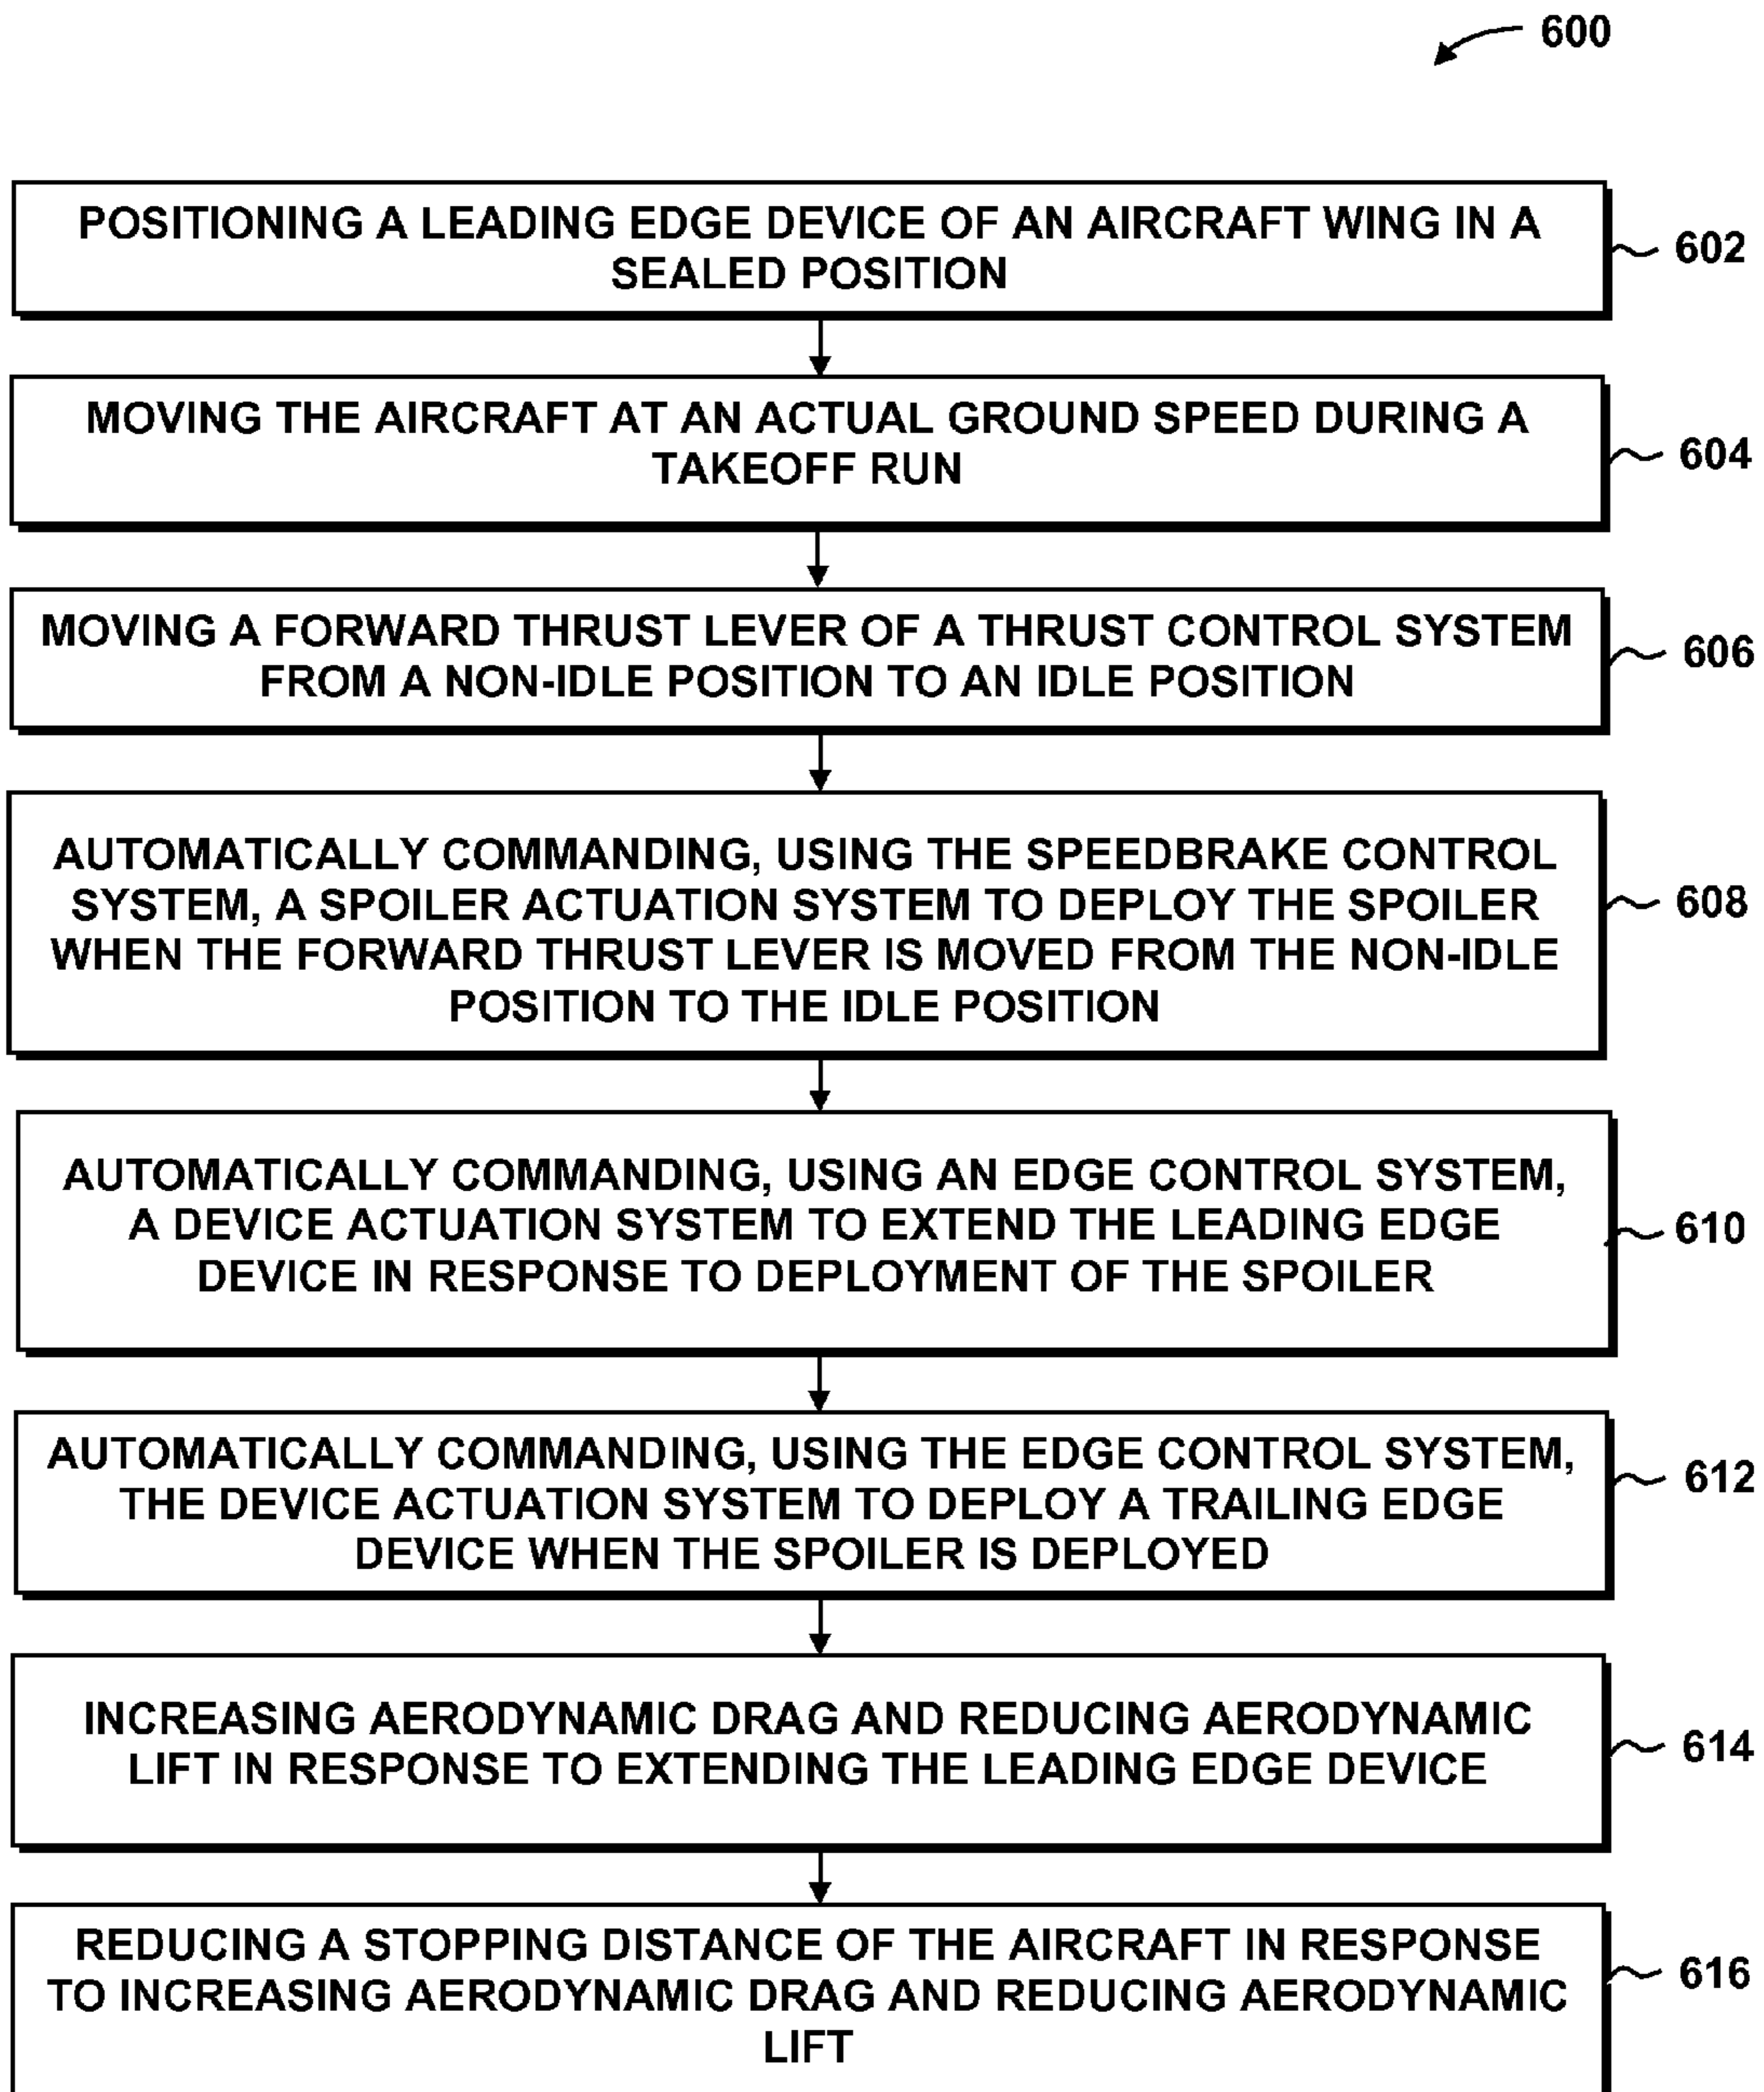 600
POSITIONING A LEADING EDGE DEVICE OF AN AIRCRAFT WING IN A
SEALED POSITION
602
MOVING THE AIRCRAFT AT AN ACTUAL GROUND SPEED DURING A
TAKEOFF RUN
604
MOVING A FORWARD THRUST LEVER OF A THRUST CONTROL SYSTEM
FROM A NON-IDLE POSITION TO AN IDLE POSITION
606
AUTOMATICALLY COMMANDING, USING THE SPEEDBRAKE CONTROL
SYSTEM, A SPOILER ACTUATION SYSTEM TO DEPLOY THE SPOILER
WHEN THE FORWARD THRUST LEVER IS MOVED FROM THE NON-IDLE
POSITION TO THE IDLE POSITION
608
AUTOMATICALLY COMMANDING, USING AN EDGE CONTROL SYSTEM,
A DEVICE ACTUATION SYSTEM TO EXTEND THE LEADING EDGE
DEVICE IN RESPONSE TO DEPLOYMENT OF THE SPOILER
610
AUTOMATICALLY COMMANDING, USING THE EDGE CONTROL SYSTEM,
THE DEVICE ACTUATION SYSTEM TO DEPLOY A TRAILING EDGE
DEVICE WHEN THE SPOILER IS DEPLOYED
612
INCREASING AERODYNAMIC DRAG AND REDUCING AERODYNAMIC
LIFT IN RESPONSE TO EXTENDING THE LEADING EDGE DEVICE
614
REDUCING A STOPPING DISTANCE OF THE AIRCRAFT IN RESPONSE
TO INCREASING AERODYNAMIC DRAG AND REDUCING AERODYNAMIC
LIFT
616